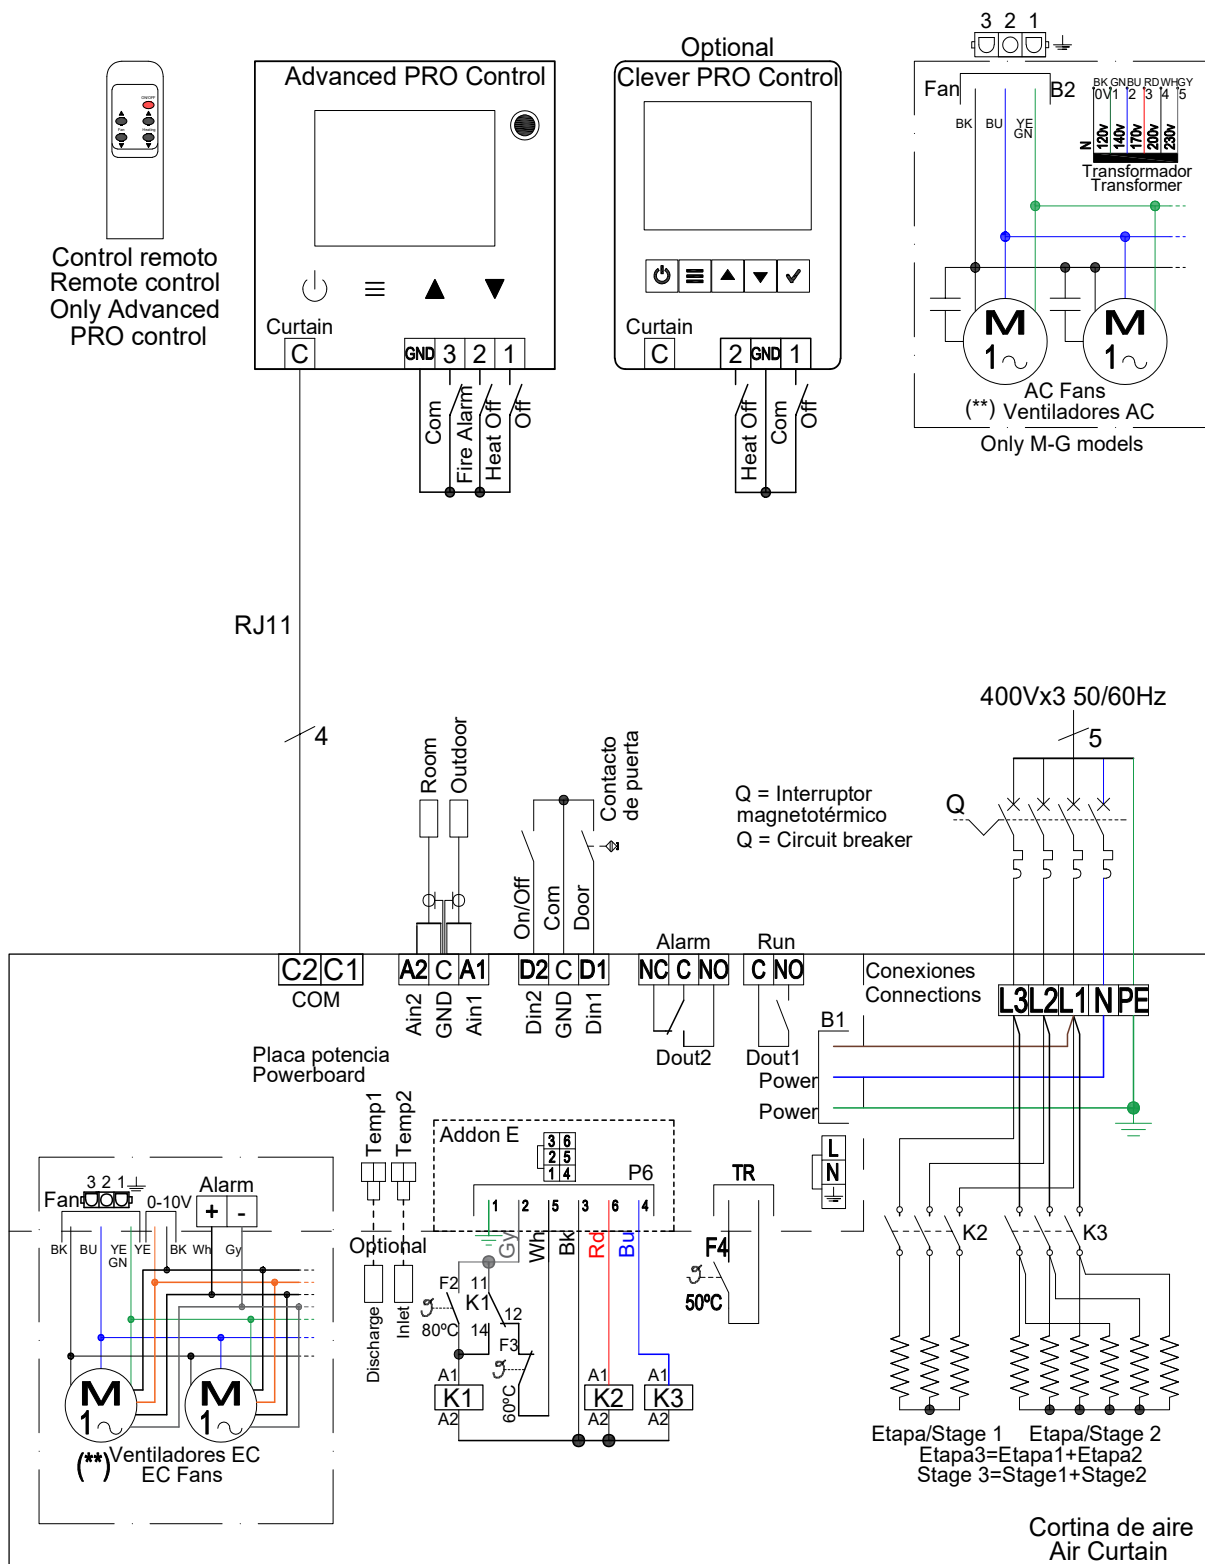 3 2 1
Optional
Advanced PRO Control
Clever PRO Control
Fan
B2
BK GN BU RD WH GY
0V 1 2 3 4 5
BK BU YE
GN
N 120v 140v 170v 200v 230v
Transformador
Transformer
ON/OFF
Fan Heating
Control remoto
Remote control
Only Advanced
PRO control
Curtain
C
GND 3 2 1
Com
Fire Alarm
Heat Off
Off
Curtain
C
2 GND 1
Heat Off
Com
Off
M
1
M
1
AC Fans
(**) Ventiladores AC
Only M-G models
RJ11
4
400Vx3 50/60Hz
5
Room
Outdoor
Contacto
de puerta
Q = Interruptor
magnetotérmico
Q = Circuit breaker
Q
On/Off
Com
Door
Alarm
Run
C2 C1
COM
A2 C A1
Ain2
GND
Ain1
D2 C D1
Din2
GND
Din1
NC C NO
Dout2
C NO
Dout1
Conexiones
Connections
L3 L2 L1 N PE
B1
Power
Power
Placa potencia
Powerboard
Temp1
Temp2
Addon E
3 6
2 5
1 4
P6
1 2 5 3 6 4
TR
L
N
Fan
3 2 1
0-10V
Alarm
+ -
BK BU YE
GN
YE BK Wh Gy
Optional
Discharge
Inlet
Gy
Wh
Bk
Rd
Bu
F2
80ºC
11
K1
12
14
F3
60ºC
F4
50ºC
K2
K3
A1
K1
A2
A1
K2
A2
A1
K3
A2
M
1
M
1
(**) Ventiladores EC
EC Fans
Etapa/Stage 1
Etapa/Stage 2
Etapa3=Etapa1+Etapa2
Stage 3=Stage1+Stage2
Cortina de aire
Air Curtain